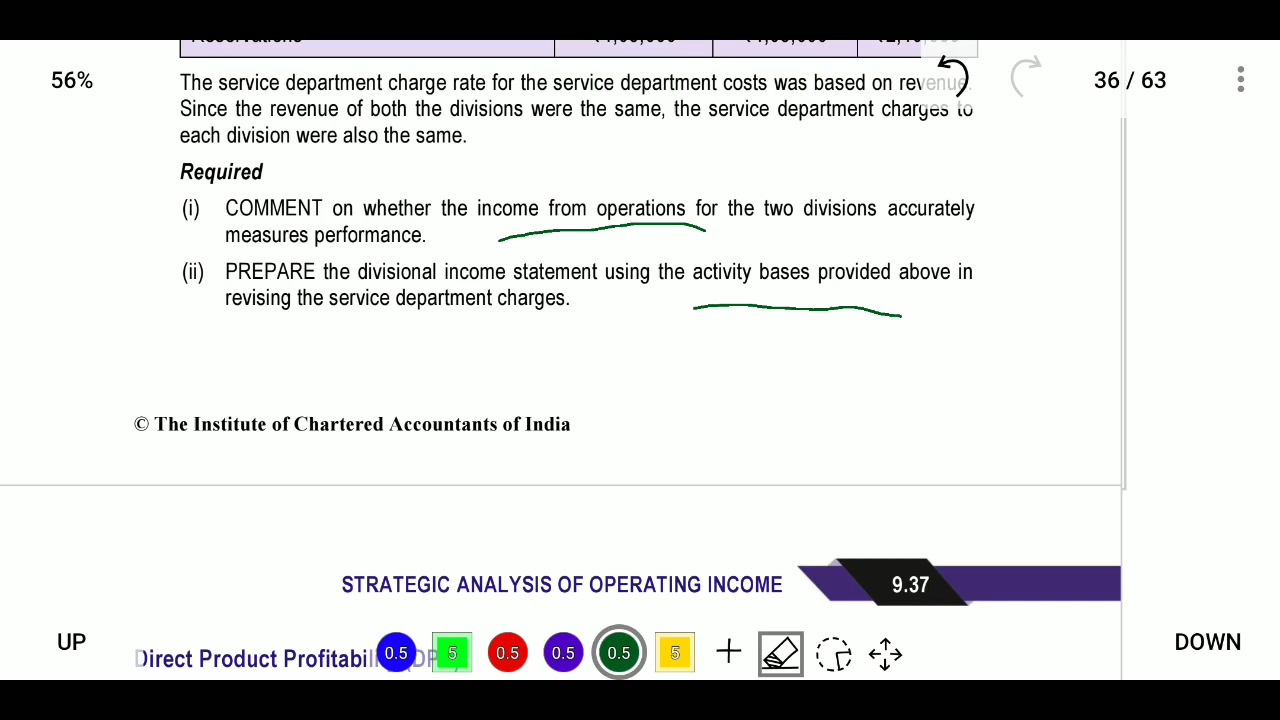 56%
36 / 63
The service department charge rate for the service department costs was based on revenue.
Since the revenue of both the divisions were the same, the service department charges to
each division were also the same.
Required
(i) COMMENT on whether the income from operations for the two divisions accurately
measures performance.
(ii) PREPARE the divisional income statement using the activity bases provided above in
revising the service department charges.
© The Institute of Chartered Accountants of India
STRATEGIC ANALYSIS OF OPERATING INCOME 9.37
UP
DOWN
Direct Product
0.5 5 0.5 0.5 0.5 5